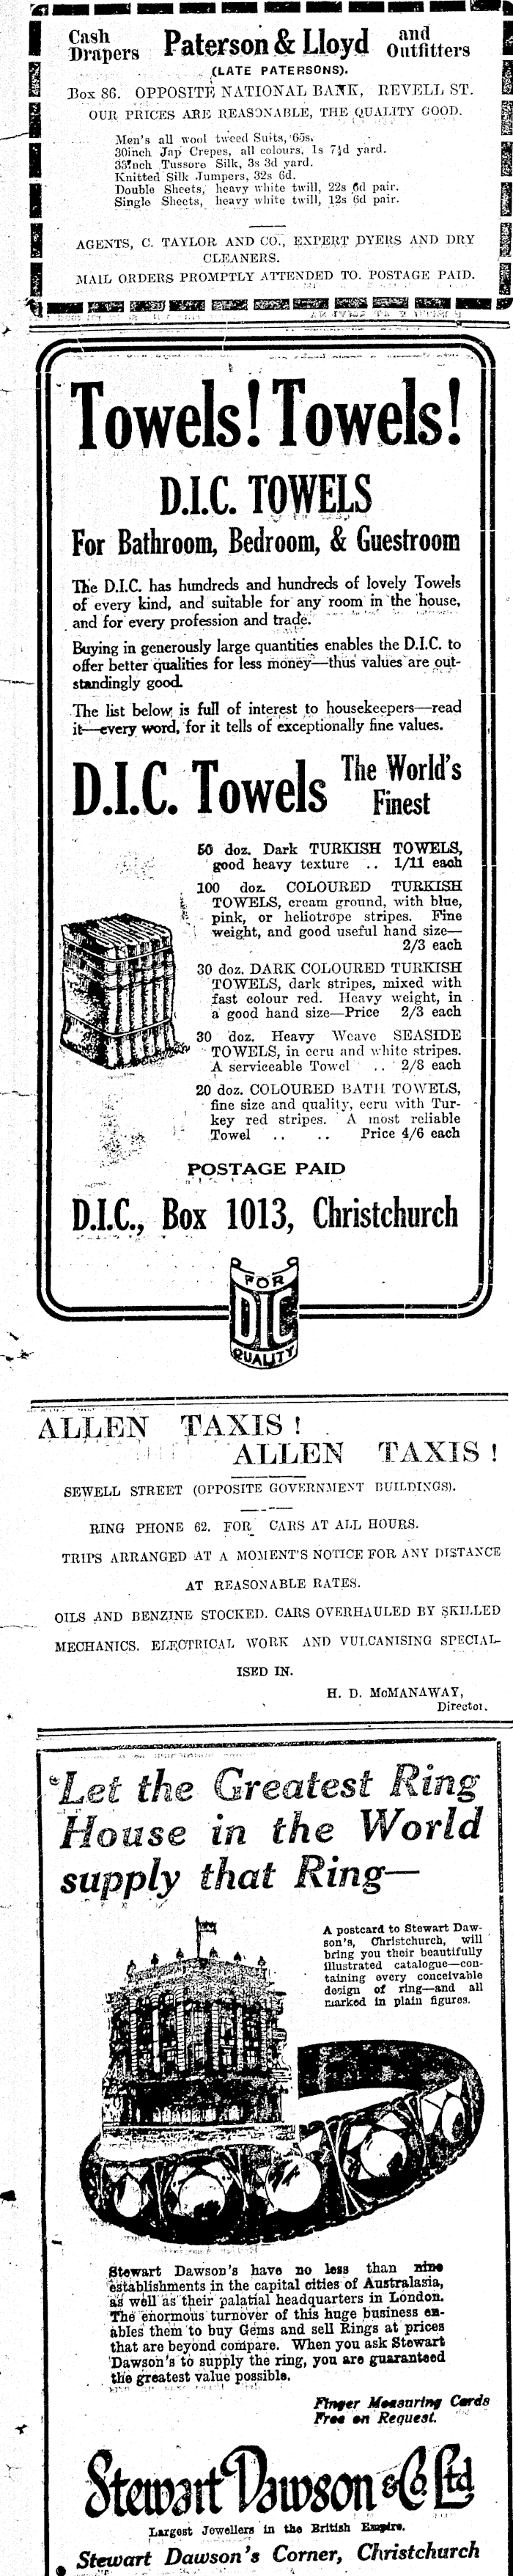 Cash Drapers Paterson & Lloyd and Outfitters
(LATE PATERSONS).
Box 86. OPPOSITE NATIONAL BANK, REVELL ST.
OUR PRICES ARE REASONABLE, THE QUALITY GOOD.
Men's all wool tweed Suits, 65s.
30inch Jap Crepes, all colours, 1s 7½d yard.
33inch Tussore Silk, 3s 3d yard.
Knitted Silk Jumpers, 32s 6d.
Double Sheets, heavy white twill, 22s 6d pair.
Single Sheets, heavy white twill, 12s 6d pair.
AGENTS, C. TAYLOR AND CO., EXPERT DYERS AND DRY
CLEANERS.
MAIL ORDERS PROMPTLY ATTENDED TO. POSTAGE PAID.
Towels! Towels!
D.I.C. TOWELS
For Bathroom, Bedroom, & Guestroom
The D.I.C. has hundreds and hundreds of lovely Towels
of every kind, and suitable for any room in the house,
and for every profession and trade.
Buying in generously large quantities enables the D.I.C. to
offer better qualities for less money—thus values are out-
standingly good.
The list below, is full of interest to housekeepers—read
it—every word, for it tells of exceptionally fine values.
D.I.C. Towels The World's
Finest
50 doz. Dark TURKISH TOWELS,
good heavy texture .. 1/11 each
100 doz. COLOURED TURKISH
TOWELS, cream ground, with blue,
pink, or heliotrope stripes. Fine
weight, and good useful hand size—
2/3 each
30 doz. DARK COLOURED TURKISH
TOWELS, dark stripes, mixed with
fast colour red. Heavy weight, in
a good hand size—Price 2/3 each
30 doz. Heavy Weave SEASIDE
TOWELS, in ecru and white stripes.
A serviceable Towel .. 2/8 each
20 doz. COLOURED BATH TOWELS,
fine size and quality, ecru with Tur-
key red stripes. A most reliable
Towel .. .. Price 4/6 each
POSTAGE PAID
D.I.C., Box 1013, Christchurch
FOR
DIC
QUALITY
ALLEN TAXIS!
ALLEN TAXIS!
SEWELL STREET (OPPOSITE GOVERNMENT BUILDINGS).
RING PHONE 62. FOR CARS AT ALL HOURS.
TRIPS ARRANGED AT A MOMENT'S NOTICE FOR ANY DISTANCE
AT REASONABLE RATES.
OILS AND BENZINE STOCKED. CARS OVERHAULED BY SKILLED
MECHANICS. ELECTRICAL WORK AND VULCANISING SPECIAL-
ISED IN.
H. D. McMANAWAY,
Director.
Let the Greatest Ring
House in the World
supply that Ring—
A postcard to Stewart Daw-
son's, Christchurch, will
bring you their beautifully
illustrated catalogue—con-
taining every conceivable
design of ring—and all
marked in plain figures.
Stewart Dawson's have no less than nine
establishments in the capital cities of Australasia,
as well as their palatial headquarters in London.
The enormous turnover of this huge business en-
ables them to buy Gems and sell Rings at prices
that are beyond compare. When you ask Stewart
Dawson's to supply the ring, you are guaranteed
the greatest value possible.
Finger Measuring Cards
Free on Request.
Stewart Dawson & Co Ltd
Largest Jewellers in the British Empire.
Stewart Dawson's Corner, Christchurch